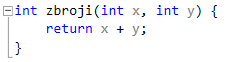 int zbroji(int x, int y) {
    return x + y;
}